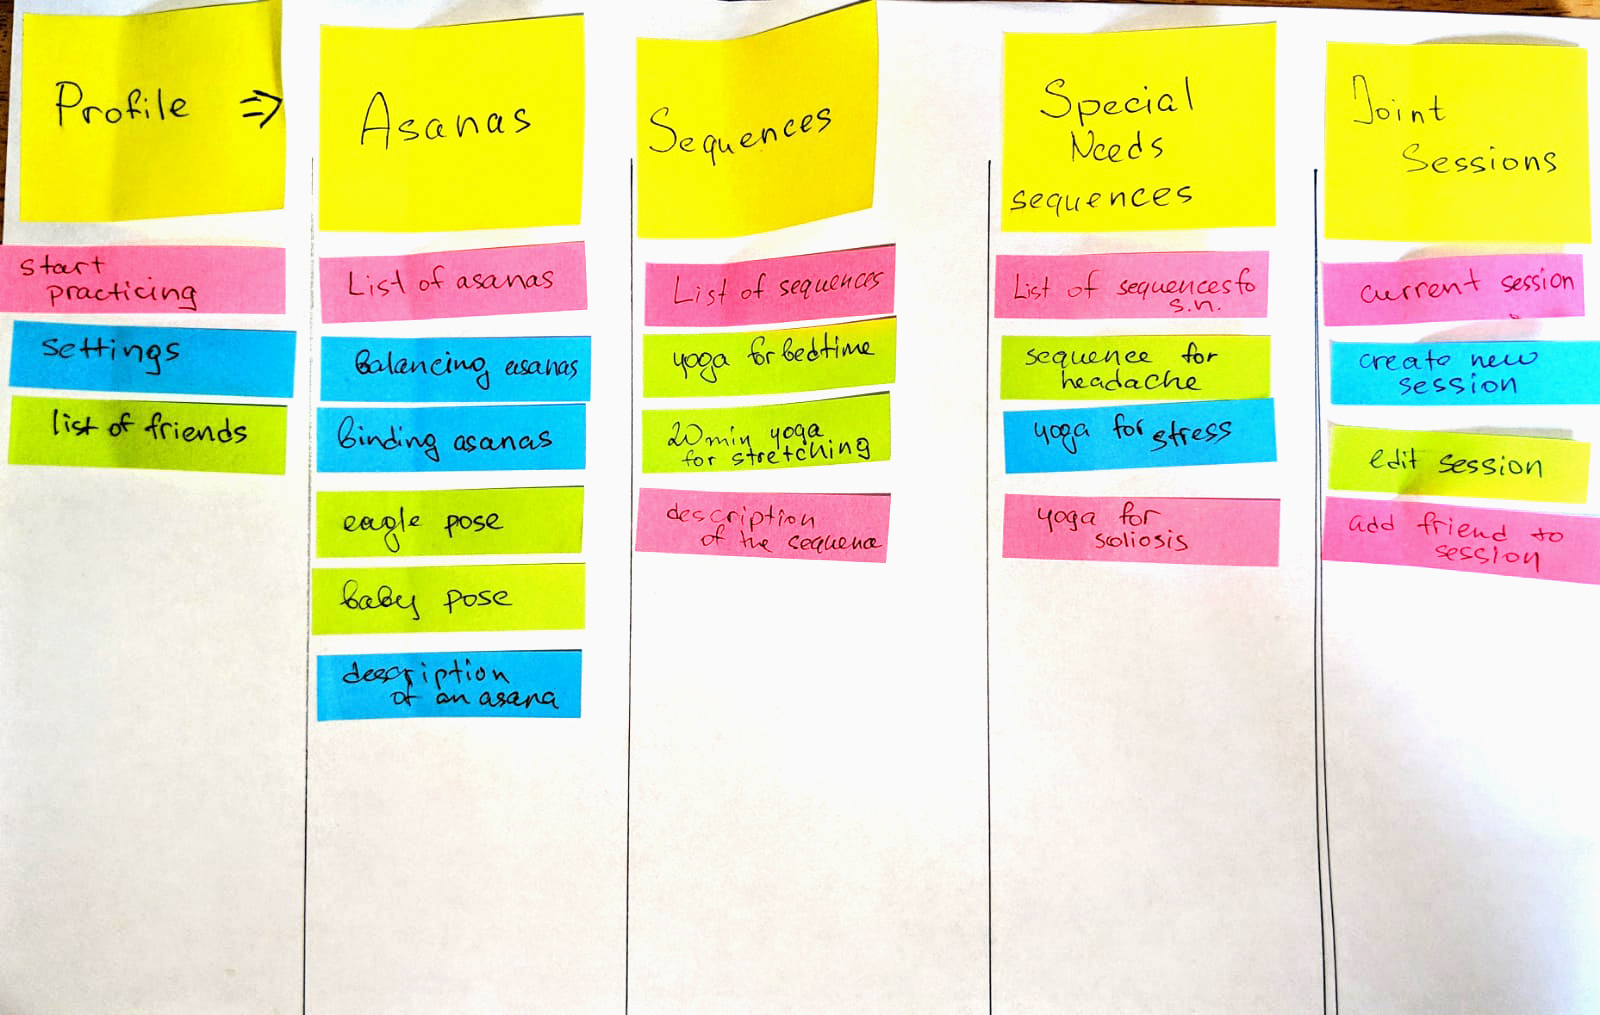 Profile ⇒
start
practicing
settings
list of friends
Asanas
List of asanas
Balancing asanas
Binding asanas
eagle pose
baby pose
description
of an asana
Sequences
List of sequences
yoga for bedtime
20 min yoga
for stretching
description
of the sequence
Special
Needs
sequences
List of sequences fo
s.n.
sequence for
headache
yoga for stress
yoga for
scoliosis
Joint
Sessions
current session
create new
session
edit session
add friend to
session